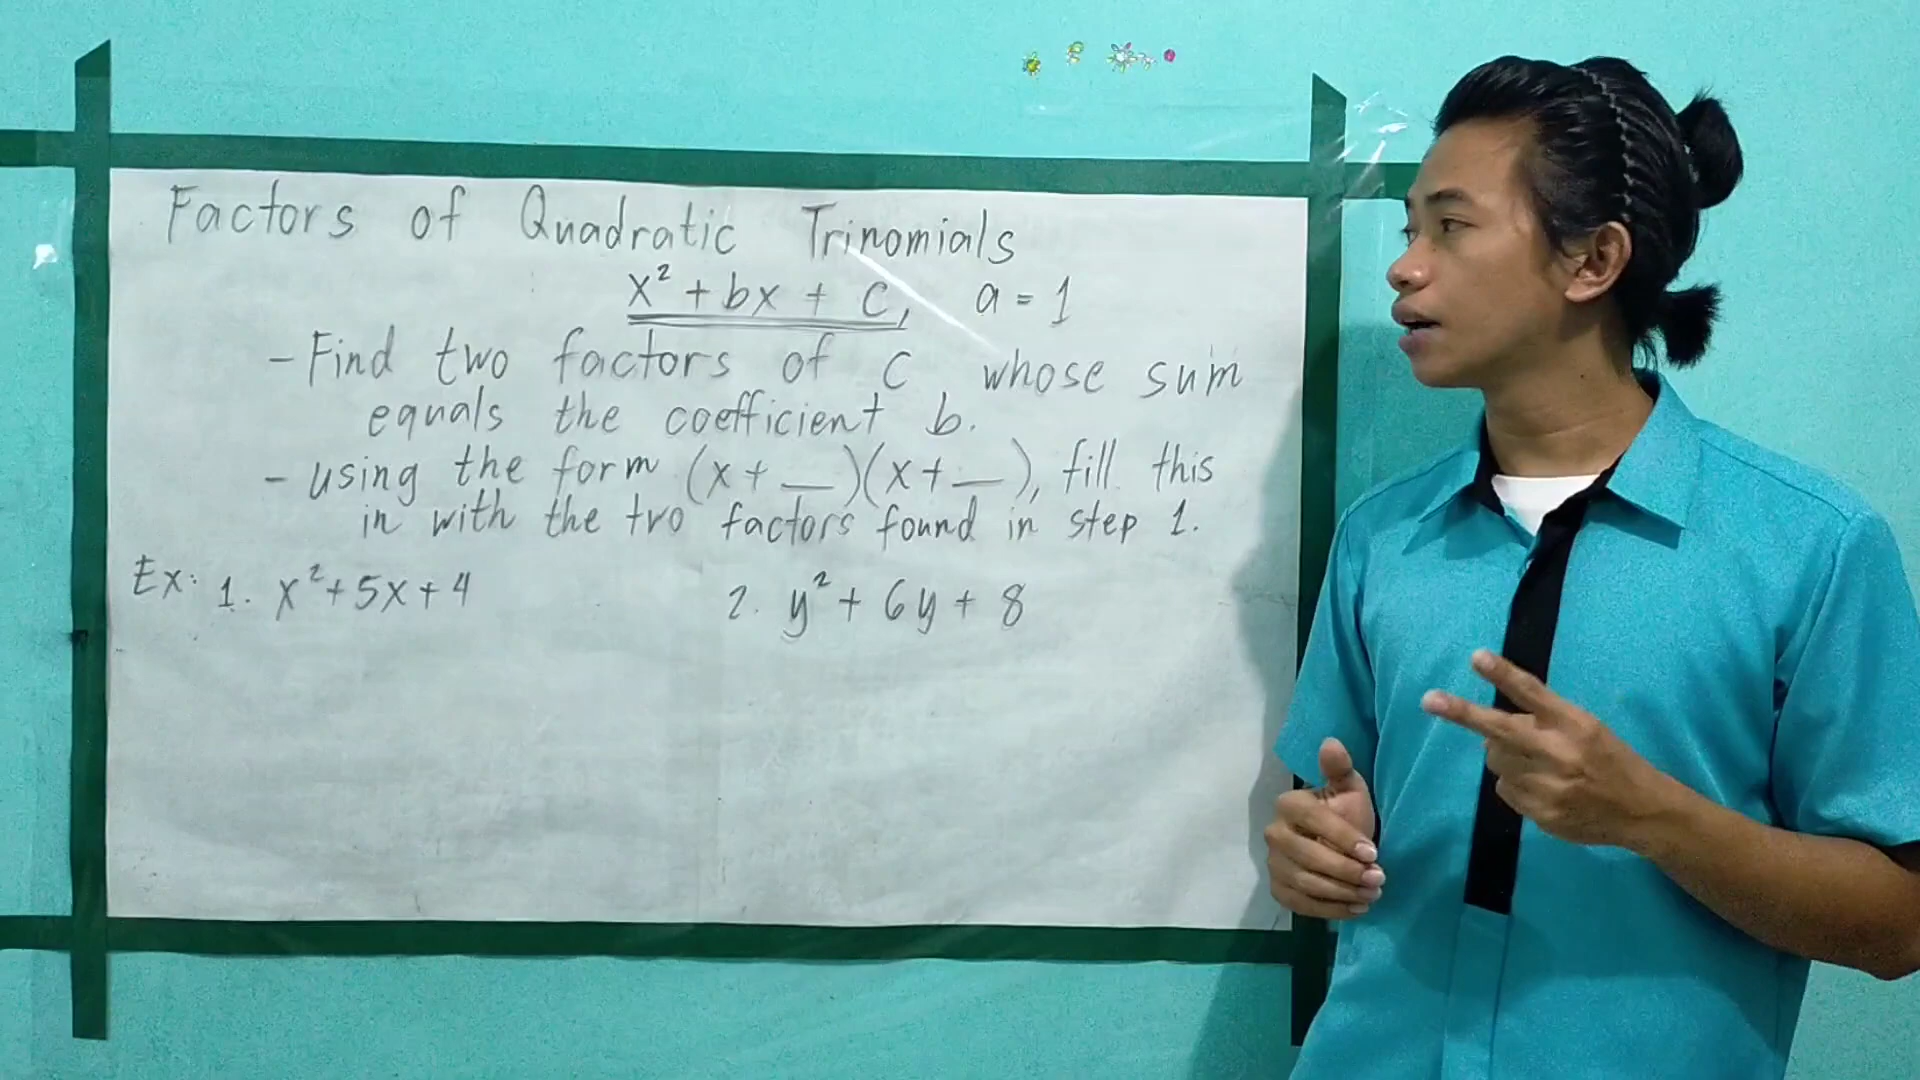 Factors of Quadratic Trinomials
x² + bx + c, a = 1
- Find two factors of c whose sum
equals the coefficient b.
- using the form (x + __)(x + __), fill this
in with the tvo factors found in step 1.
Ex: 1. x² + 5x + 4 2. y² + 6y + 8